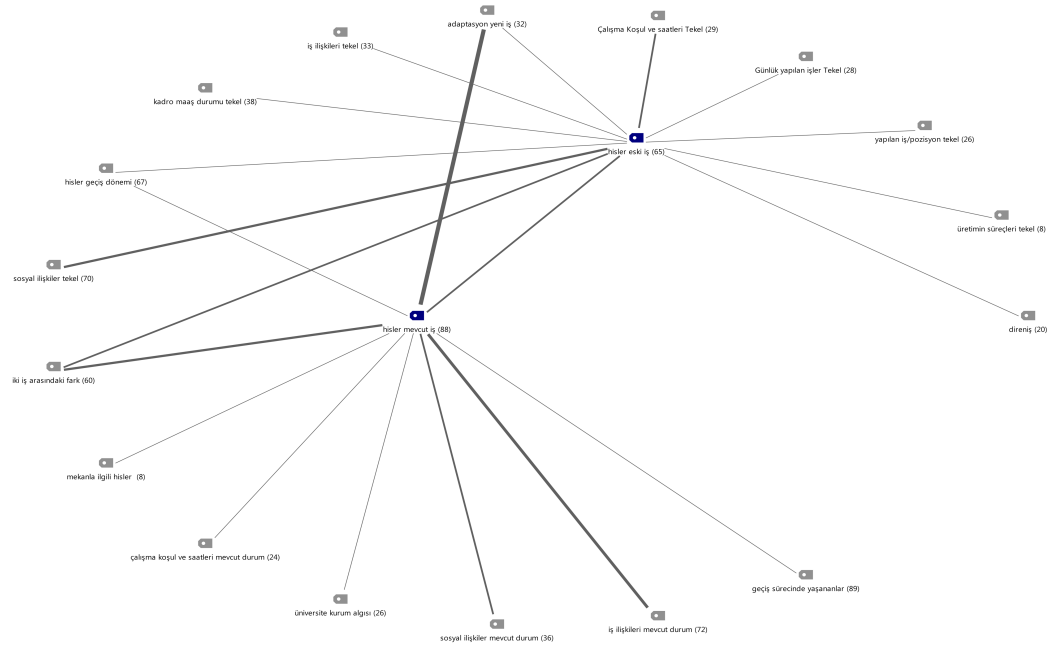 adaptasyon yeni iş (32)
Çalışma Koşul ve saatleri Tekel (29)
iş ilişkileri tekel (33)
Günlük yapılan işler Tekel (28)
kadro maaş durumu tekel (38)
yapılan iş/pozisyon tekel (26)
hisler eski iş (65)
hisler geçiş dönemi (67)
üretimin süreçleri tekel (8)
sosyal ilişkiler tekel (70)
hisler mevcut iş (88)
direniş (20)
iki iş arasındaki fark (60)
mekanla ilgili hisler (8)
çalışma koşul ve saatleri mevcut durum (24)
geçiş sürecinde yaşananlar (89)
üniversite kurum algısı (26)
iş ilişkileri mevcut durum (72)
sosyal ilişkiler mevcut durum (36)